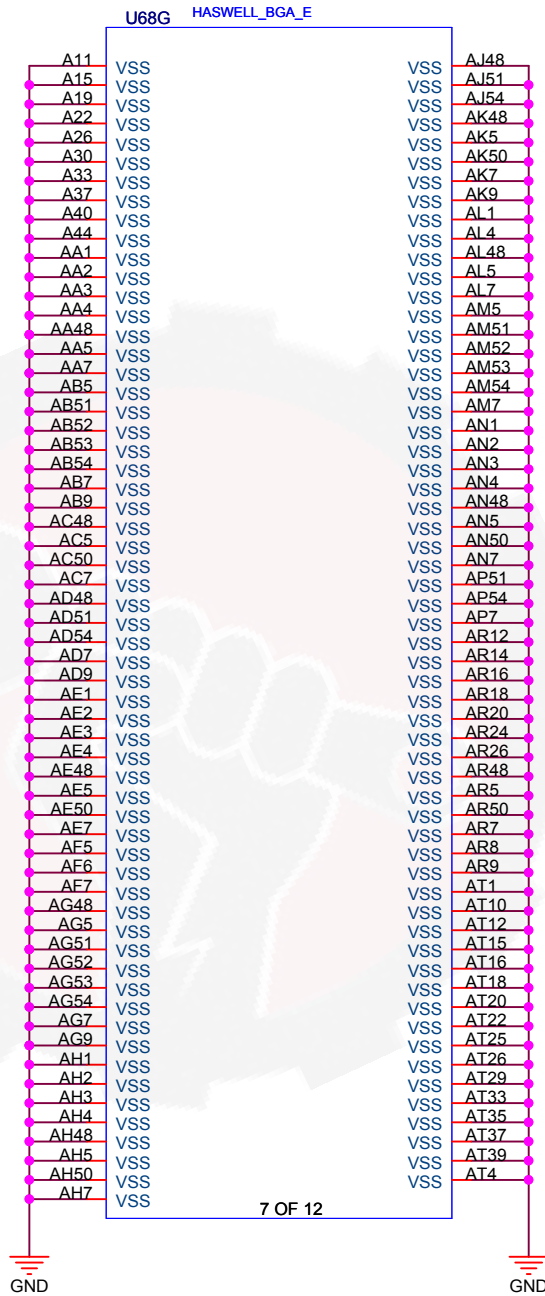 U68G HASWELL_BGA_E
A11 VSS VSS AJ48
A15 VSS VSS AJ51
A19 VSS VSS AJ54
A22 VSS VSS AK48
A26 VSS VSS AK5
A30 VSS VSS AK50
A33 VSS VSS AK7
A37 VSS VSS AK9
A40 VSS VSS AL1
A44 VSS VSS AL4
AA1 VSS VSS AL48
AA2 VSS VSS AL5
AA3 VSS VSS AL7
AA4 VSS VSS AM5
AA48 VSS VSS AM51
AA5 VSS VSS AM52
AA7 VSS VSS AM53
AB5 VSS VSS AM54
AB51 VSS VSS AM7
AB52 VSS VSS AN1
AB53 VSS VSS AN2
AB54 VSS VSS AN3
AB7 VSS VSS AN4
AB9 VSS VSS AN48
AC48 VSS VSS AN5
AC5 VSS VSS AN50
AC50 VSS VSS AN7
AC7 VSS VSS AP51
AD48 VSS VSS AP54
AD51 VSS VSS AP7
AD54 VSS VSS AR12
AD7 VSS VSS AR14
AD9 VSS VSS AR16
AE1 VSS VSS AR18
AE2 VSS VSS AR20
AE3 VSS VSS AR24
AE4 VSS VSS AR26
AE48 VSS VSS AR48
AE5 VSS VSS AR5
AE50 VSS VSS AR50
AE7 VSS VSS AR7
AF5 VSS VSS AR8
AF6 VSS VSS AR9
AF7 VSS VSS AT1
AG48 VSS VSS AT10
AG5 VSS VSS AT12
AG51 VSS VSS AT15
AG52 VSS VSS AT16
AG53 VSS VSS AT18
AG54 VSS VSS AT20
AG7 VSS VSS AT22
AG9 VSS VSS AT25
AH1 VSS VSS AT26
AH2 VSS VSS AT29
AH3 VSS VSS AT33
AH4 VSS VSS AT35
AH48 VSS VSS AT37
AH5 VSS VSS AT39
AH50 VSS VSS AT4
AH7 VSS
7 OF 12
GND GND